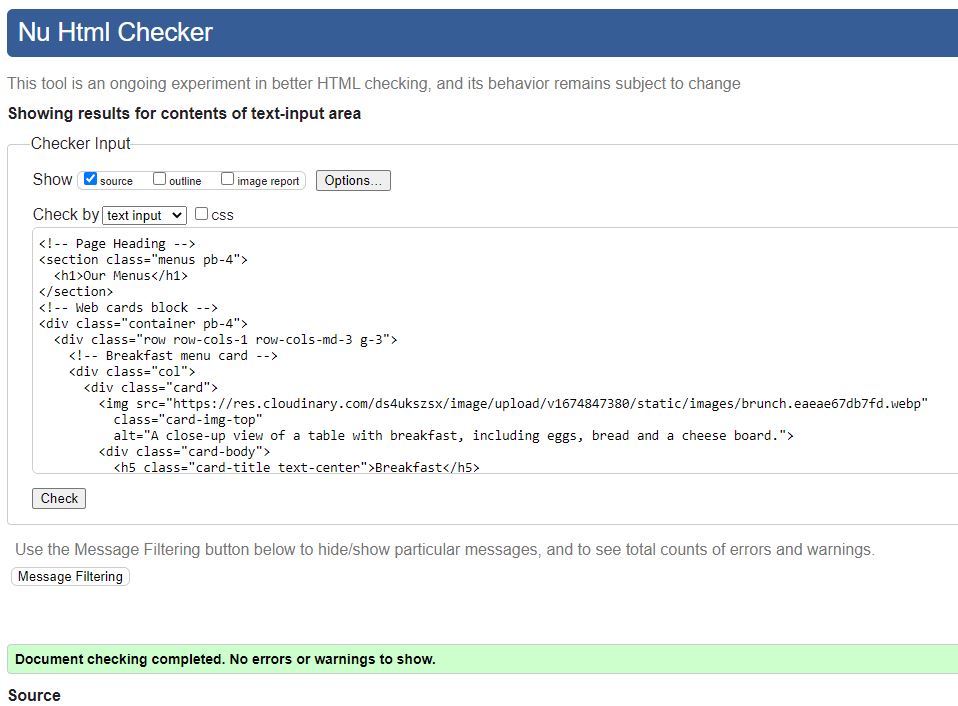 Nu Html Checker
This tool is an ongoing experiment in better HTML checking, and its behavior remains subject to change
Showing results for contents of text-input area
Checker Input
Show source outline image report Options...
Check by text input css
<!-- Page Heading -->
<section class="menus pb-4">
  <h1>Our Menus</h1>
</section>
<!-- Web cards block -->
<div class="container pb-4">
  <div class="row row-cols-1 row-cols-md-3 g-3">
    <!-- Breakfast menu card -->
    <div class="col">
      <div class="card">
        <img src="https://res.cloudinary.com/ds4ukszsx/image/upload/v1674847380/static/images/brunch.eaeae67db7fd.webp"
          class="card-img-top"
          alt="A close-up view of a table with breakfast, including eggs, bread and a cheese board.">
        <div class="card-body">
          <h5 class="card-title text-center">Breakfast</h5>
Check
Use the Message Filtering button below to hide/show particular messages, and to see total counts of errors and warnings.
Message Filtering
Document checking completed. No errors or warnings to show.
Source